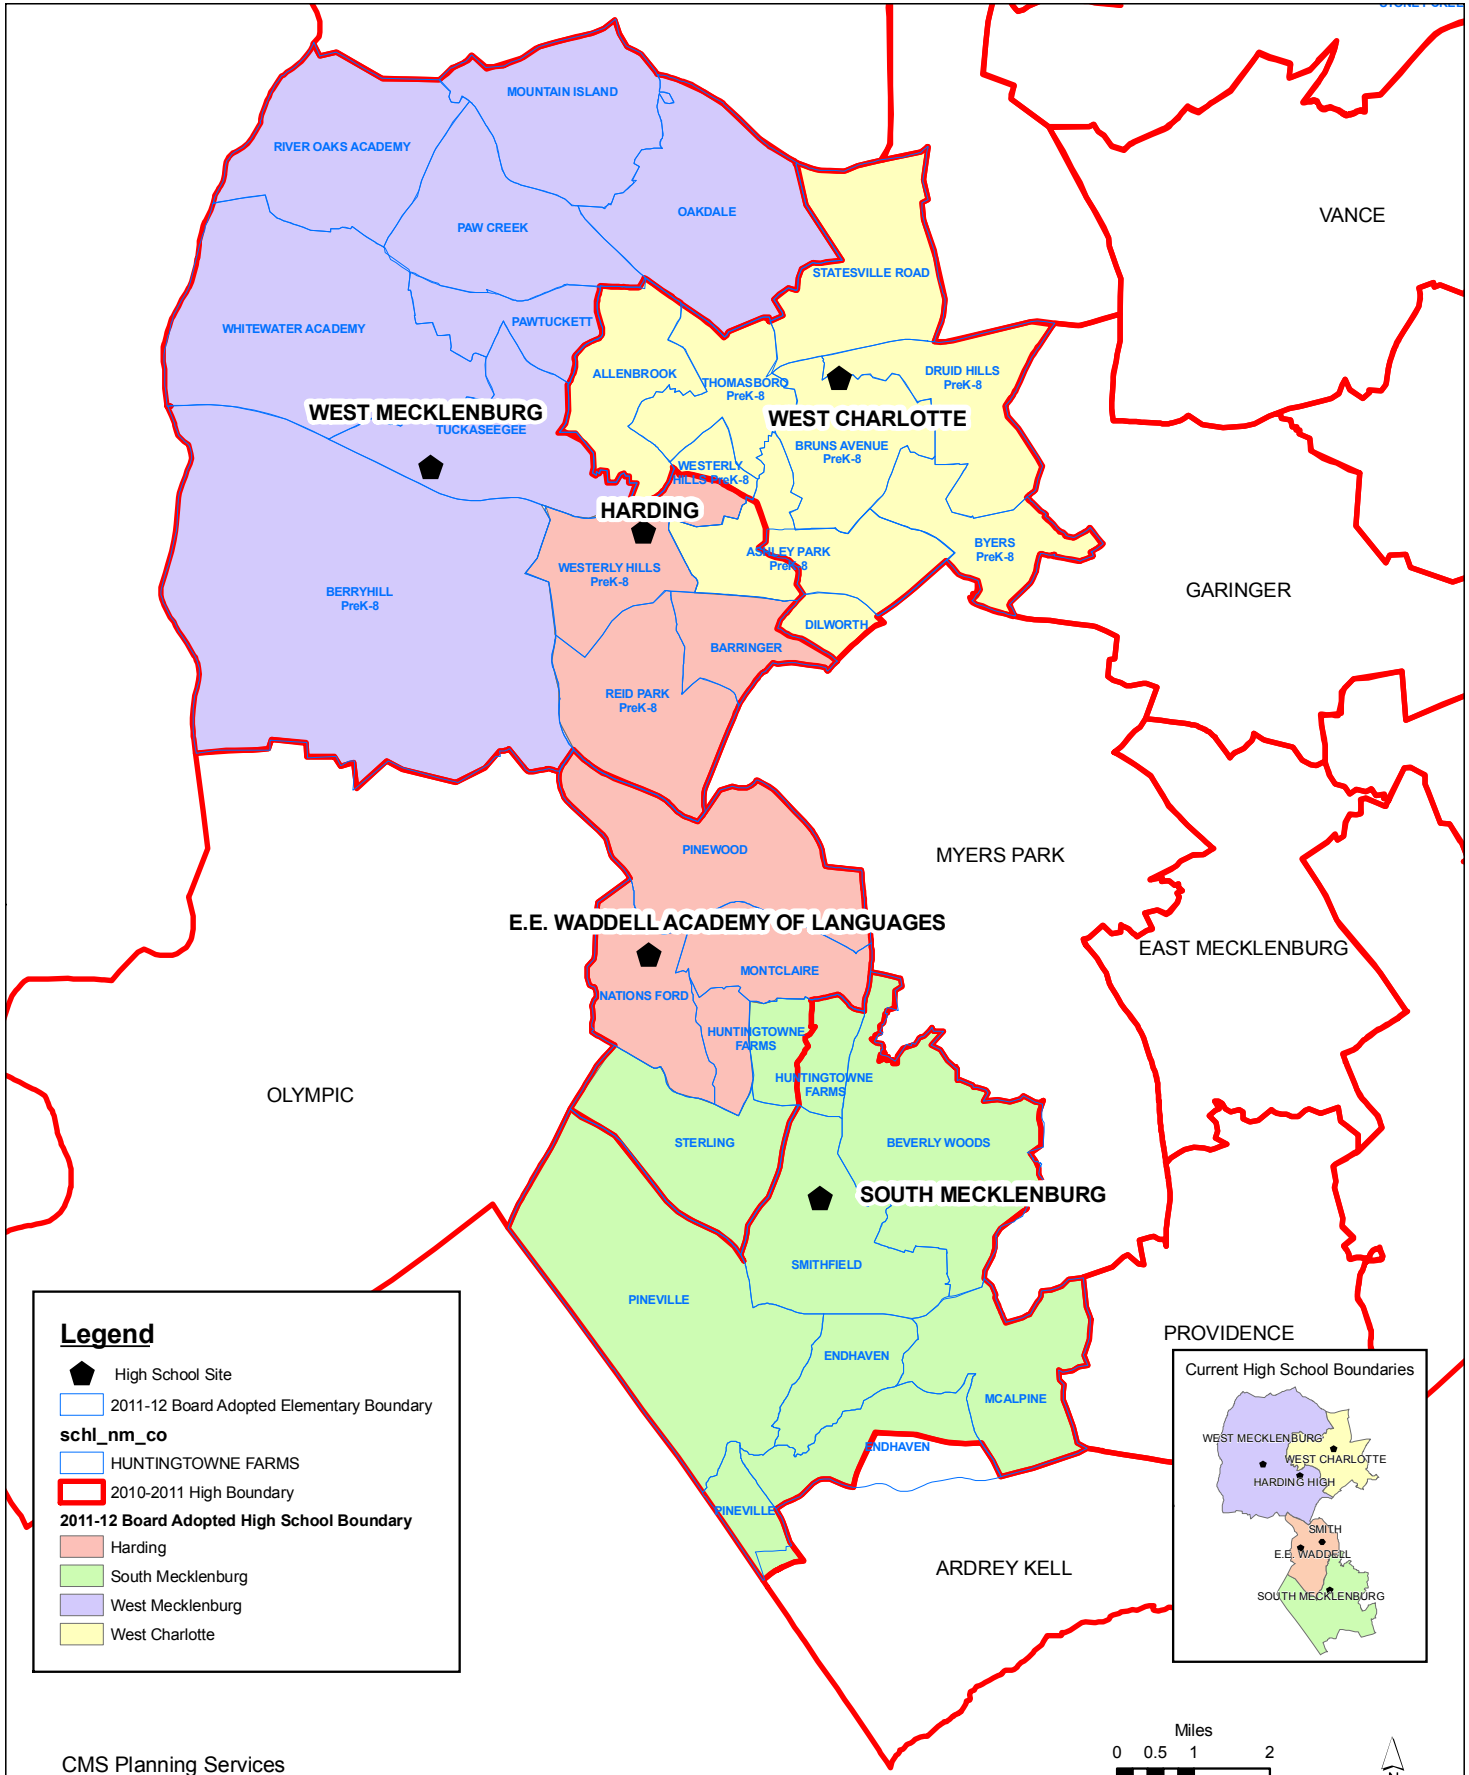 MOUNTAIN ISLAND
RIVER OAKS ACADEMY
OAKDALE
VANCE
PAW CREEK
STATESVILLE ROAD
WHITEWATER ACADEMY
PAWTUCKETT
ALLENBROOK
THOMASBORO
PreK-8
DRUID HILLS
PreK-8
WEST MECKLENBURG
TUCKASEEGEE
WEST CHARLOTTE
BRUNS AVENUE
PreK-8
WESTERLY
HILLS PreK-8
HARDING
ASHLEY PARK
PreK-8
BYERS
PreK-8
WESTERLY HILLS
PreK-8
BERRYHILL
PreK-8
GARINGER
DILWORTH
BARRINGER
REID PARK
PreK-8
PINEWOOD
MYERS PARK
E.E. WADDELL ACADEMY OF LANGUAGES
EAST MECKLENBURG
MONTCLAIRE
NATIONS FORD
HUNTINGTOWNE
FARMS
HUNTINGTOWNE
FARMS
OLYMPIC
STERLING
BEVERLY WOODS
SOUTH MECKLENBURG
SMITHFIELD
PINEVILLE
PROVIDENCE
ENDHAVEN
MCALPINE
ENDHAVEN
PINEVILLE
ARDREY KELL
Legend
High School Site
2011-12 Board Adopted Elementary Boundary
schl_nm_co
HUNTINGTOWNE FARMS
2010-2011 High Boundary
2011-12 Board Adopted High School Boundary
Harding
South Mecklenburg
West Mecklenburg
West Charlotte
Current High School Boundaries
WEST MECKLENBURG
WEST CHARLOTTE
HARDING HIGH
SMITH
E.E. WADDELL
SOUTH MECKLENBURG
CMS Planning Services
Miles
0 0.5 1 2